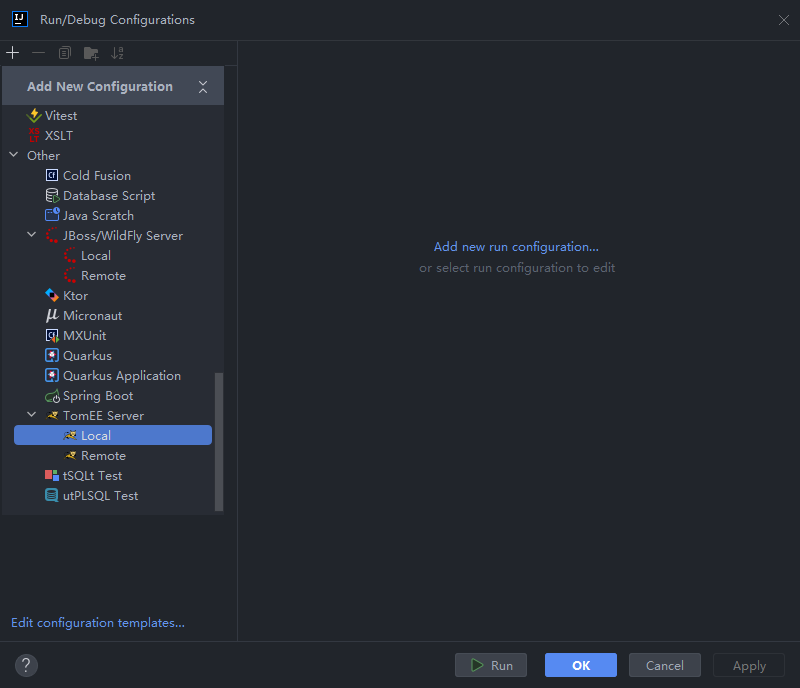 Run/Debug Configurations
Add New Configuration
Vitest
XSLT
Other
Cold Fusion
Database Script
Java Scratch
JBoss/WildFly Server
Local
Remote
Ktor
Micronaut
MXUnit
Quarkus
Quarkus Application
Spring Boot
TomEE Server
Local
Remote
tSQLt Test
utPLSQL Test
Add new run configuration...
or select run configuration to edit
Edit configuration templates...
? Run OK Cancel Apply